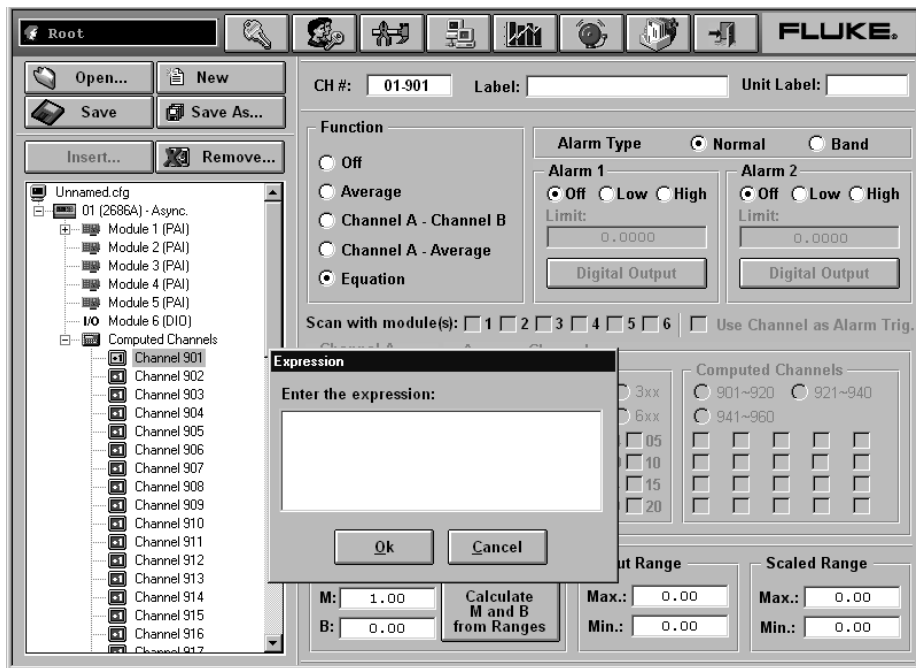 Root
FLUKE®
Open...
New
Save
Save As...
Insert...
Remove...
Unnamed.cfg
01 (2686A) - Async.
Module 1 (PAI)
Module 2 (PAI)
Module 3 (PAI)
Module 4 (PAI)
Module 5 (PAI)
I/O Module 6 (DIO)
Computed Channels
Channel 901
Channel 902
Channel 903
Channel 904
Channel 905
Channel 906
Channel 907
Channel 908
Channel 909
Channel 910
Channel 911
Channel 912
Channel 913
Channel 914
Channel 915
Channel 916
Channel 917
CH #: 01-901 Label: Unit Label:
Function
Off
Average
Channel A - Channel B
Channel A - Average
Equation
Alarm Type Normal Band
Alarm 1
Off Low High
Limit:
0.0000
Digital Output
Alarm 2
Off Low High
Limit:
0.0000
Digital Output
Scan with module(s): 1 2 3 4 5 6 Use Channel as Alarm Trig.
Expression
Enter the expression:
Ok Cancel
3xx
6xx
05
10
15
20
Computed Channels
901~920 921~940
941~960
M: 1.00
B: 0.00
Calculate
M and B
from Ranges
ut Range
Max.: 0.00
Min.: 0.00
Scaled Range
Max.: 0.00
Min.: 0.00